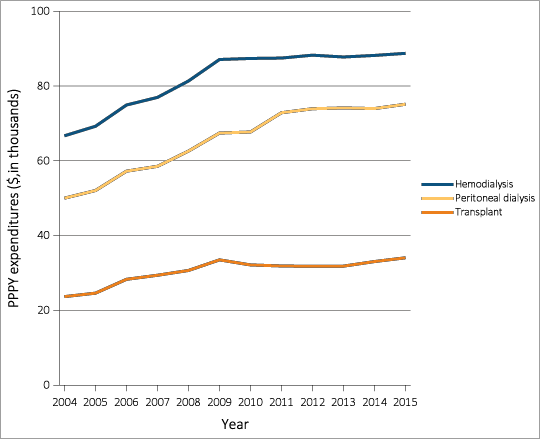 100
80
60
40
20
0
PPPY expenditures ($,in thousands)
2004 2005 2006 2007 2008 2009 2010 2011 2012 2013 2014 2015
Year
Hemodialysis
Peritoneal dialysis
Transplant